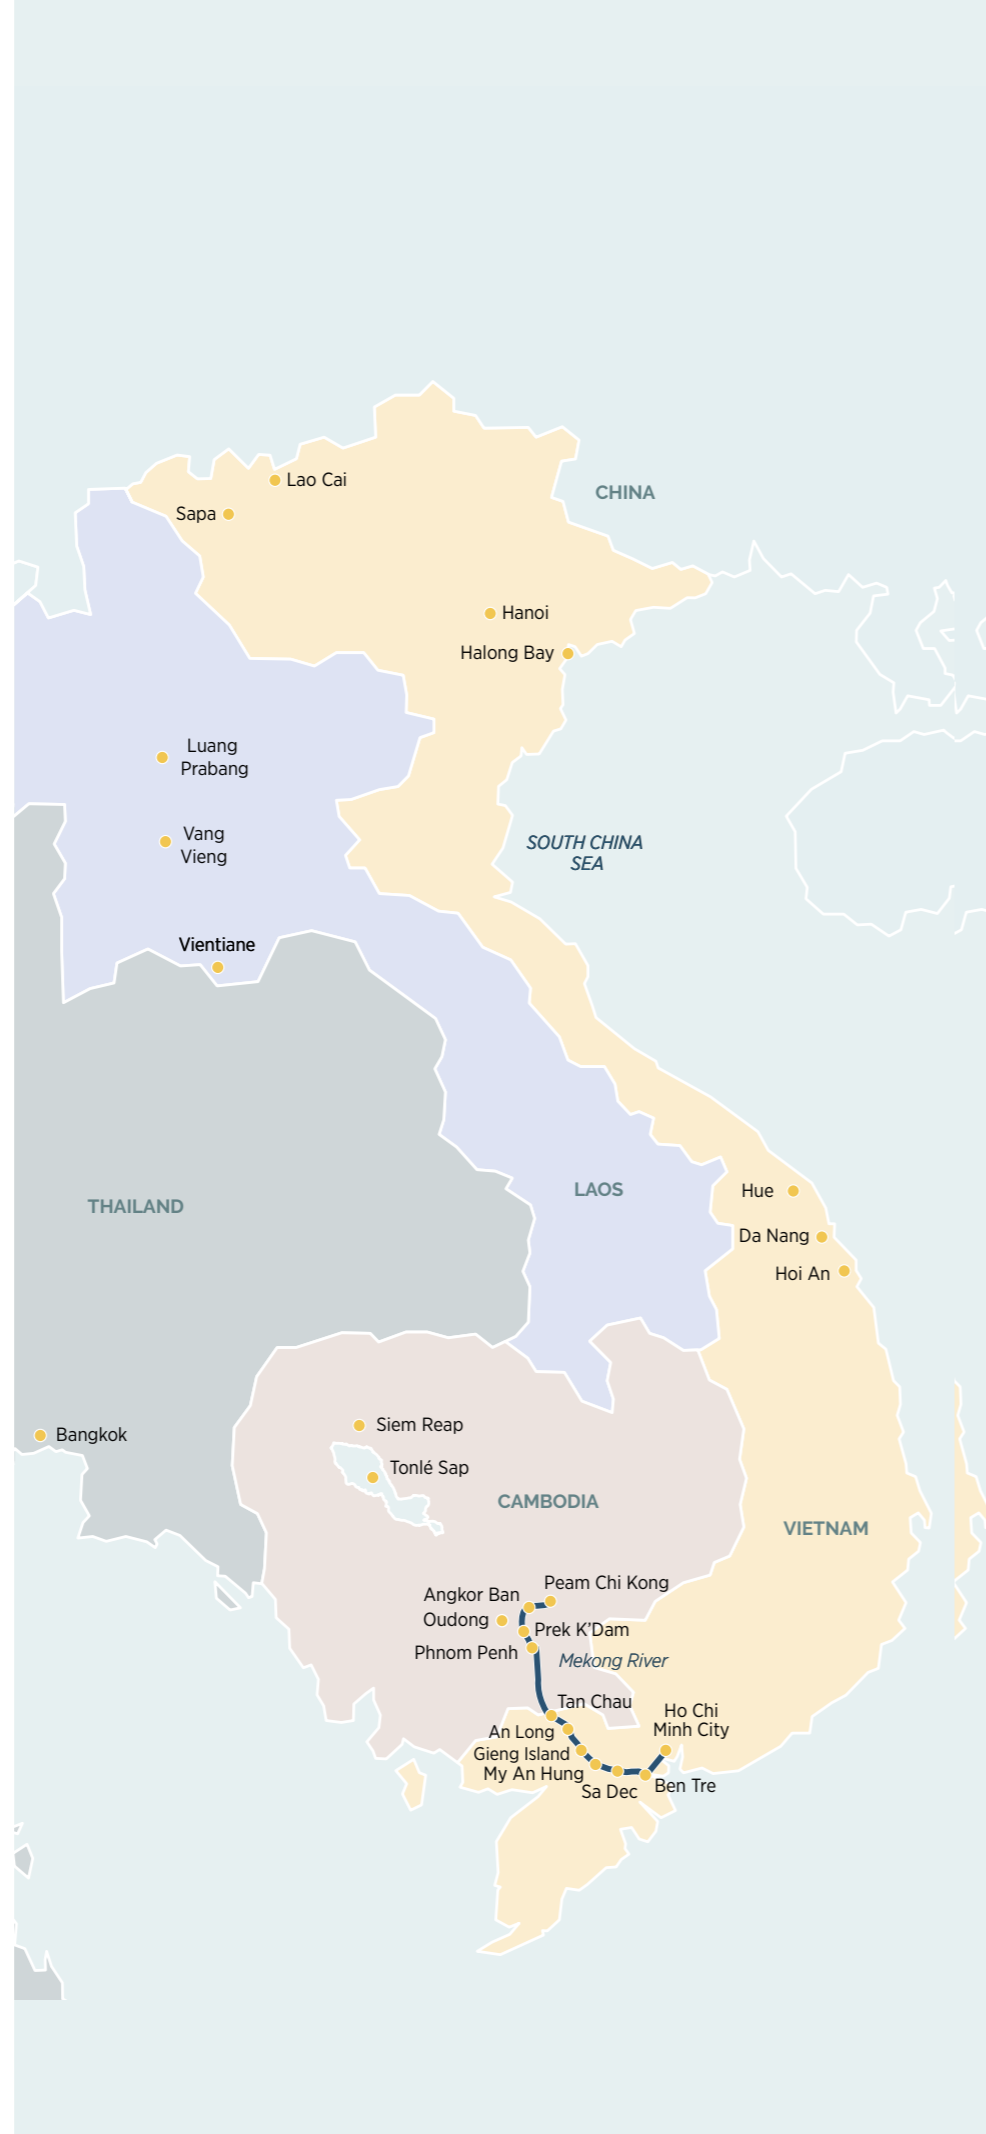 Lao Cai
CHINA
Sapa
Hanoi
Halong Bay
Luang
Prabang
Vang
Vieng
SOUTH CHINA
SEA
Vientiane
LAOS
Hue
THAILAND
Da Nang
Hoi An
Siem Reap
Bangkok
Tonlé Sap
CAMBODIA
VIETNAM
Peam Chi Kong
Angkor Ban
Oudong
Prek K’Dam
Phnom Penh
Mekong River
Tan Chau
Ho Chi
Minh City
An Long
Gieng Island
My An Hung
Sa Dec
Ben Tre